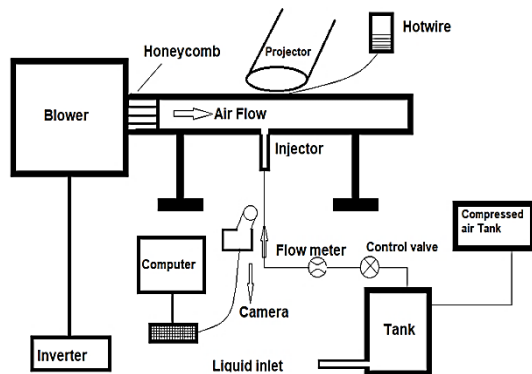 Hotwire
Projector
Honeycomb
Blower
Air Flow
Injector
Compressed
air Tank
Flow meter
Control valve
Computer
Camera
Tank
Inverter
Liquid inlet